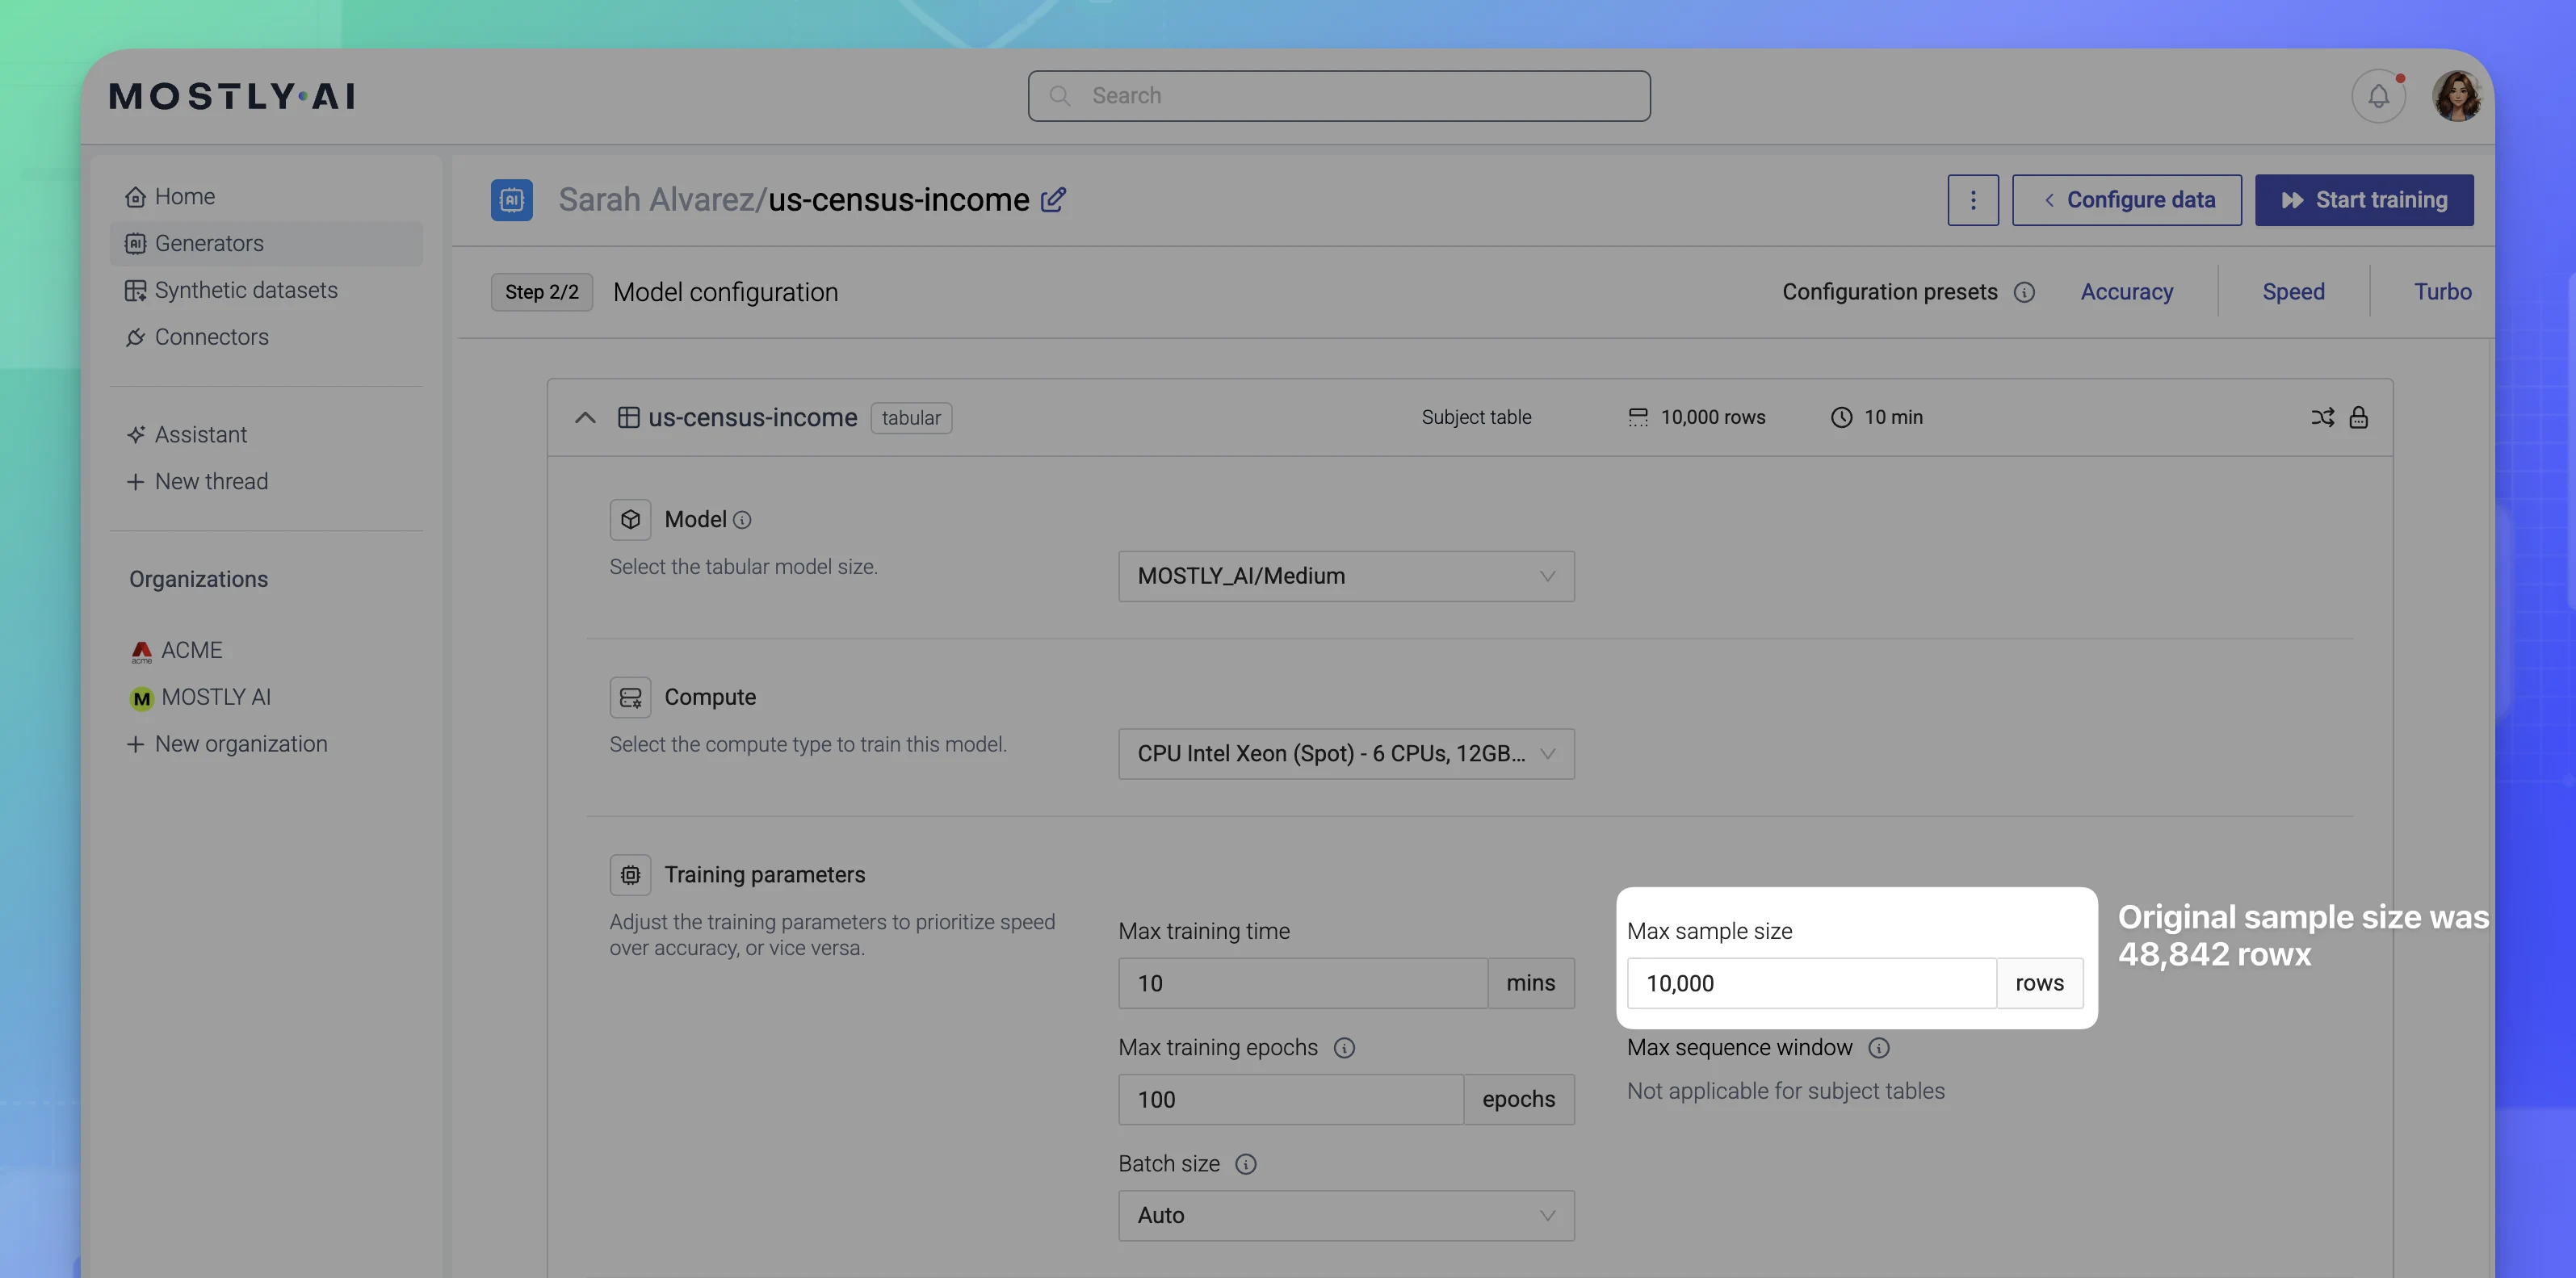 MOSTLY·AI
Search
Home
Generators
Synthetic datasets
Connectors
Assistant
New thread
Organizations
acme
ACME
M
MOSTLY AI
New organization
AI
Sarah Alvarez/us-census-income
Configure data
Start training
Step 2/2
Model configuration
Configuration presets
Accuracy
Speed
Turbo
us-census-income
tabular
Subject table
10,000 rows
10 min
Model
Select the tabular model size.
MOSTLY_AI/Medium
Compute
Select the compute type to train this model.
CPU Intel Xeon (Spot) - 6 CPUs, 12GB...
Training parameters
Adjust the training parameters to prioritize speed
over accuracy, or vice versa.
Max training time
10
mins
Max sample size
10,000
rows
Original sample size was
48,842 rowx
Max training epochs
100
epochs
Max sequence window
Not applicable for subject tables
Batch size
Auto